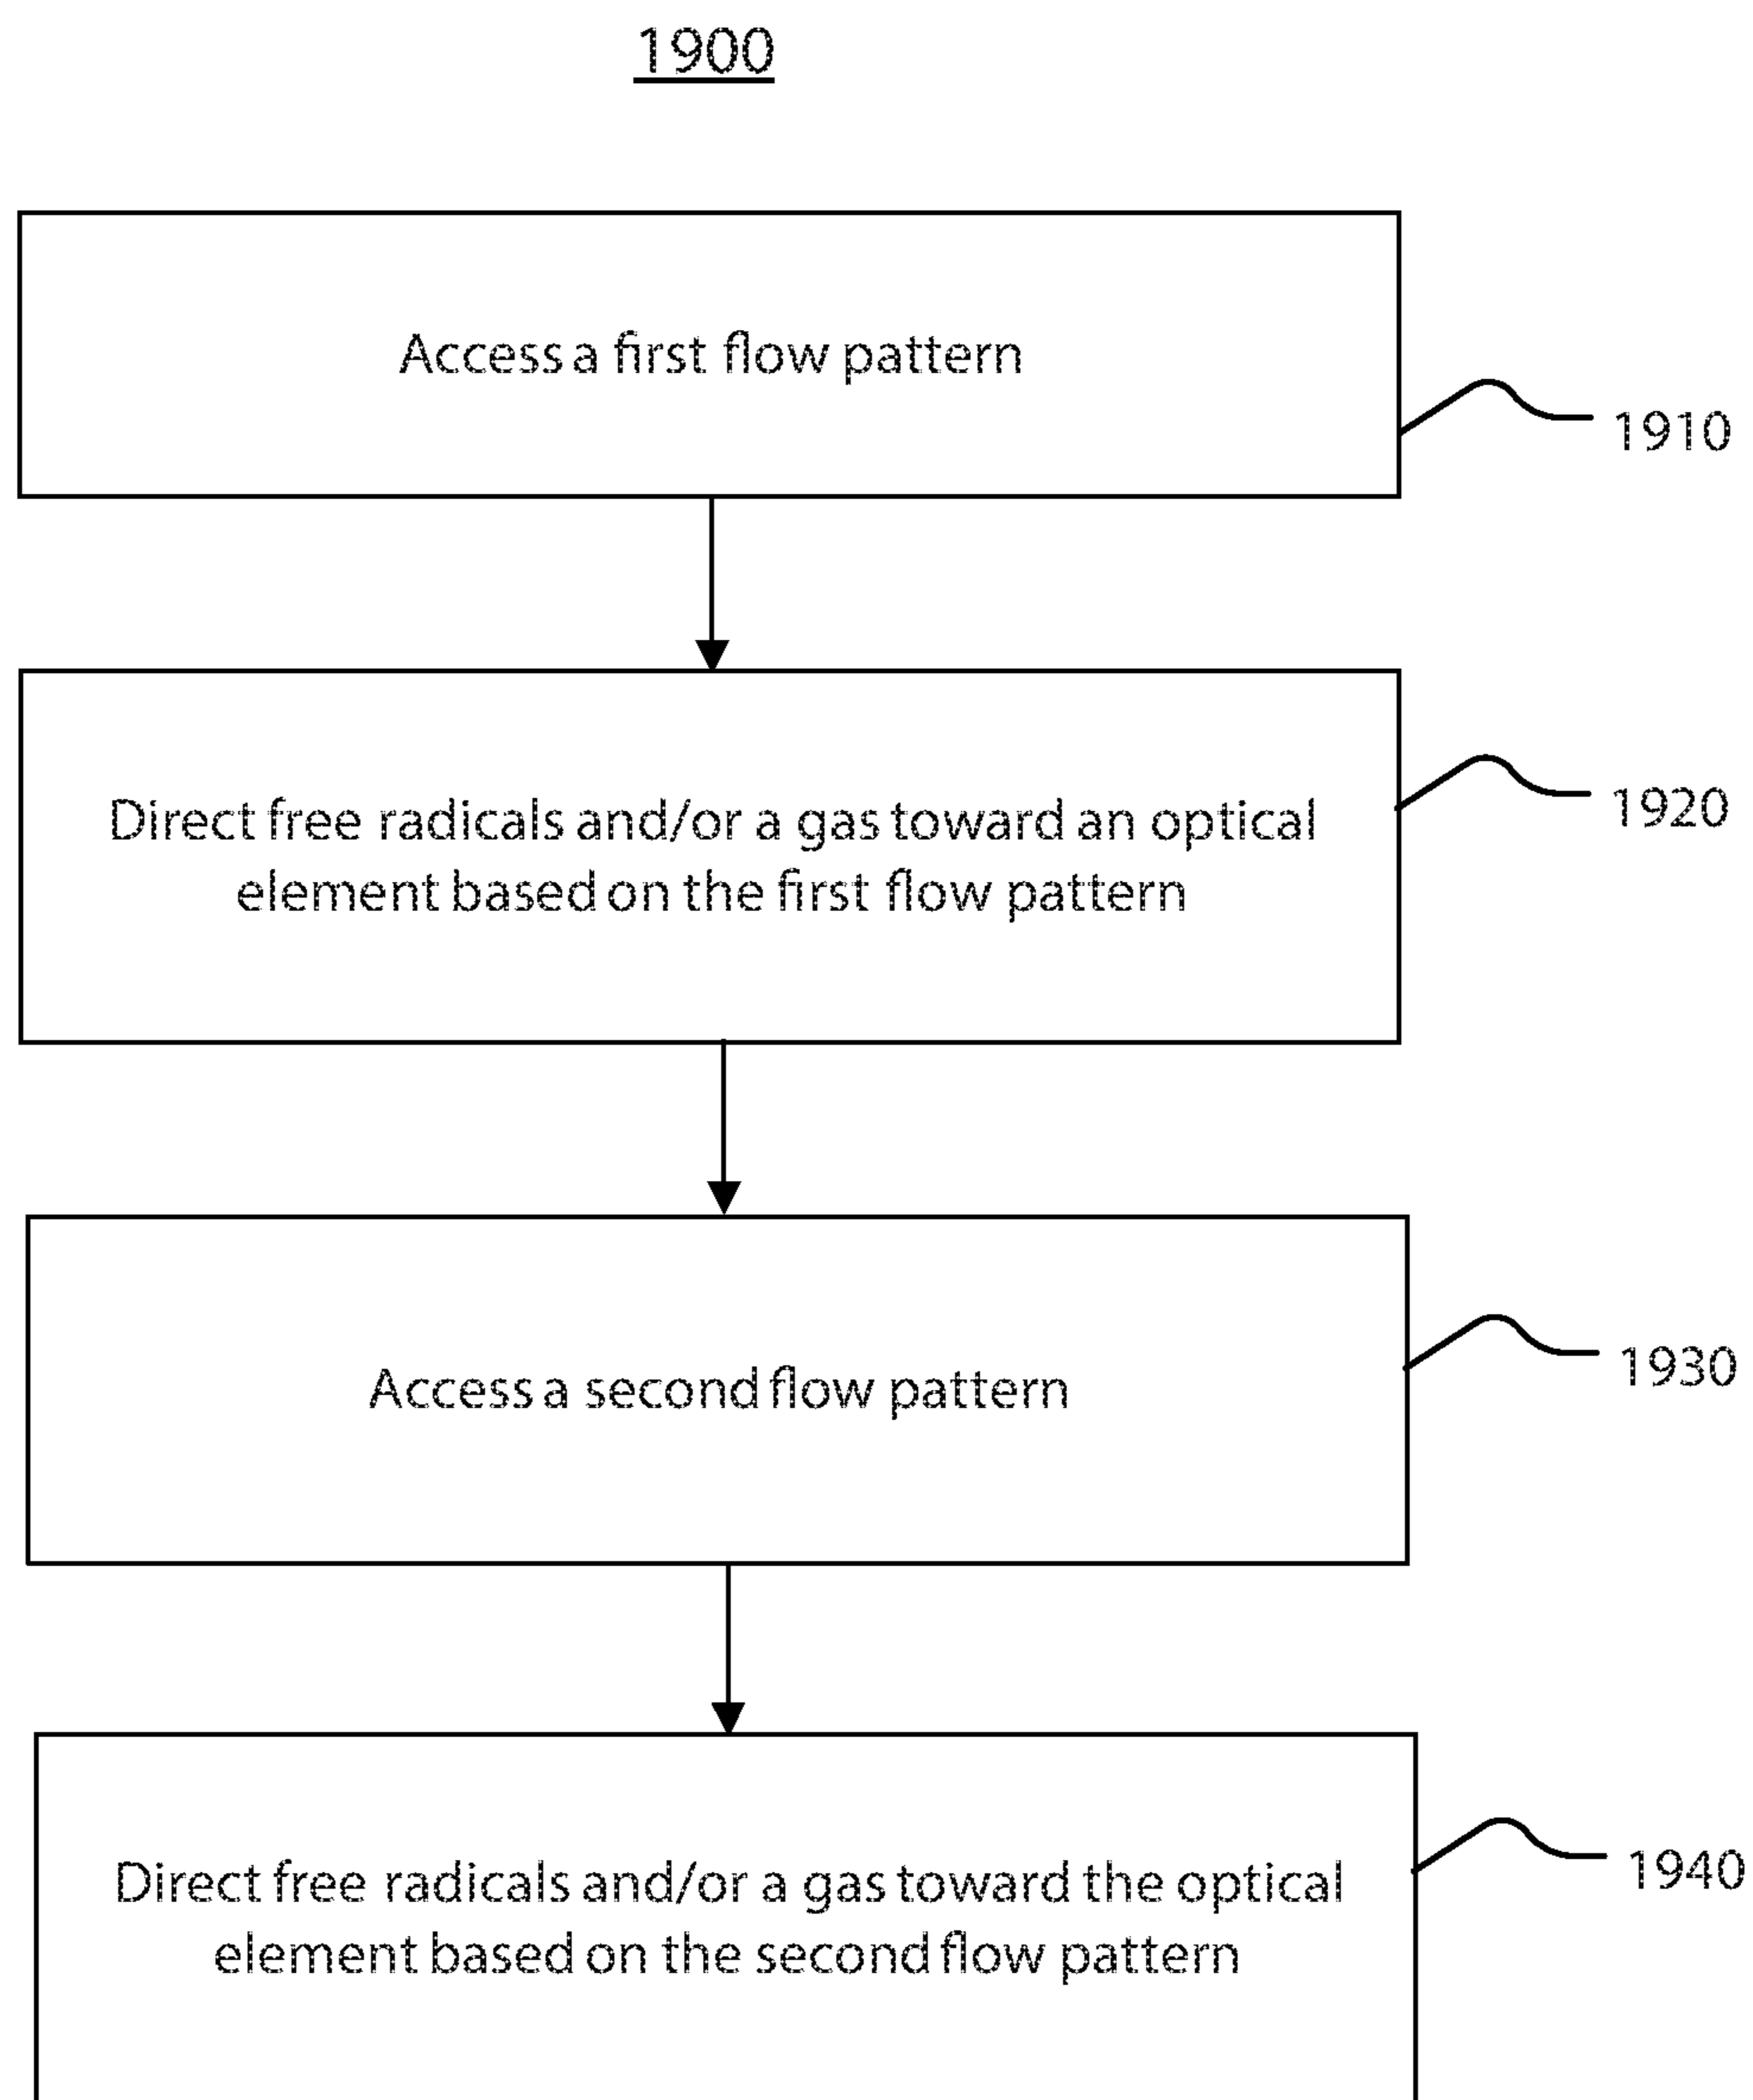 1900
Access a first flow pattern
1910
Direct free radicals and/or a gas toward an optical
element based on the first flow pattern
1920
Access a second flow pattern
1930
Direct free radicals and/or a gas toward the optical
element based on the second flow pattern
1940